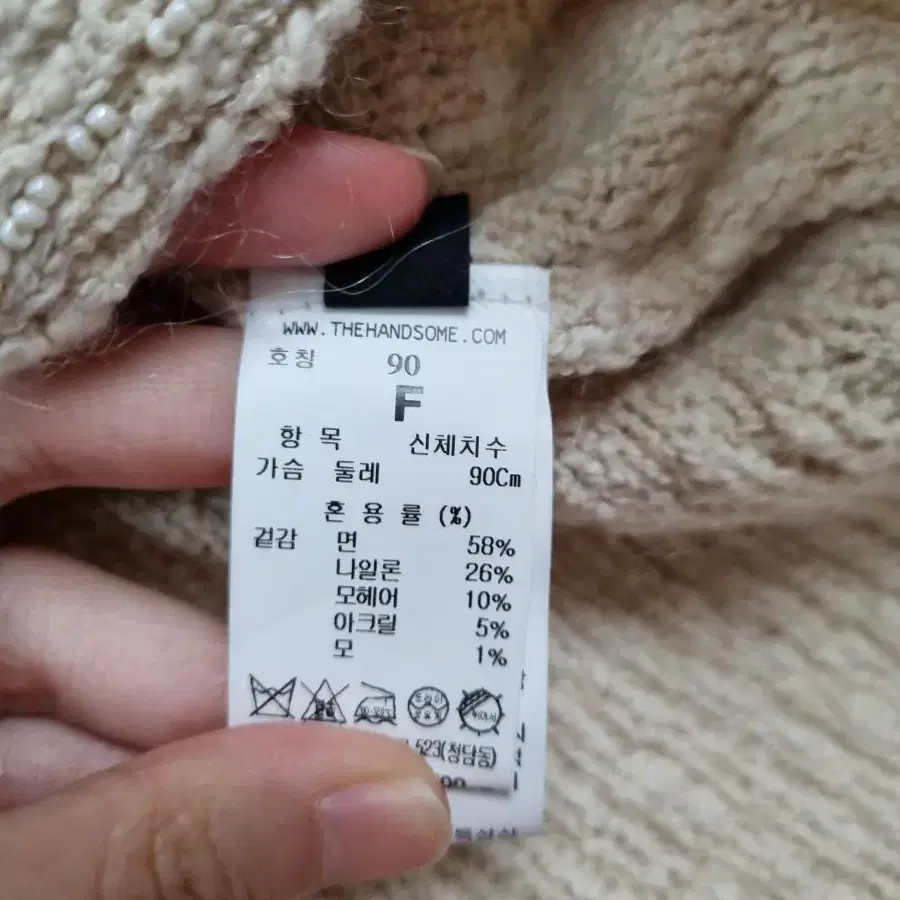 WWW.THEHANDSOME.COM
호칭 90
F
항 목 신체치수
가슴 둘레 90Cm
혼 용 률 (%)
겉감 면 58%
나일론 26%
모헤어 10%
아크릴 5%
모 1%
523(청담동)